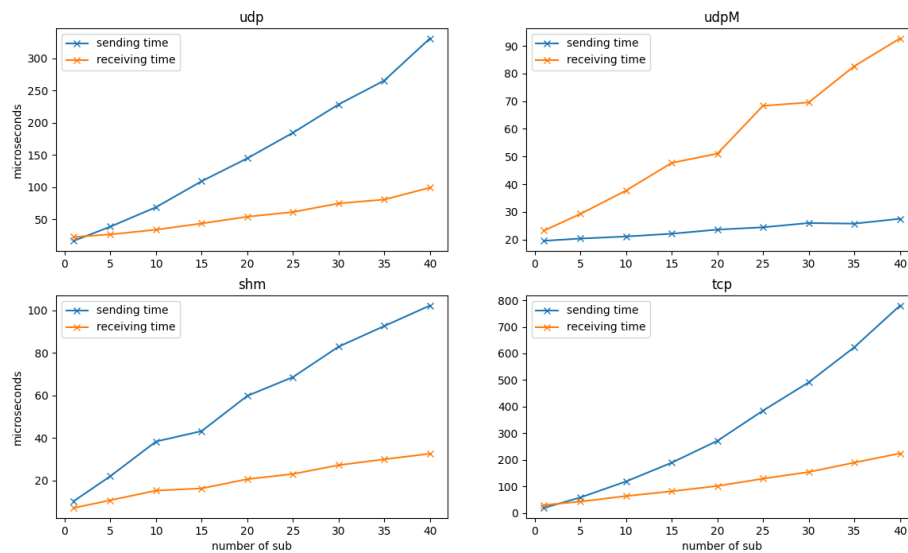 udp
sending time
receiving time
microseconds
300
250
200
150
100
50
0 5 10 15 20 25 30 35 40
udpM
sending time
receiving time
90
80
70
60
50
40
30
20
0 5 10 15 20 25 30 35 40
shm
sending time
receiving time
microseconds
100
80
60
40
20
0 5 10 15 20 25 30 35 40
number of sub
tcp
sending time
receiving time
800
700
600
500
400
300
200
100
0
0 5 10 15 20 25 30 35 40
number of sub